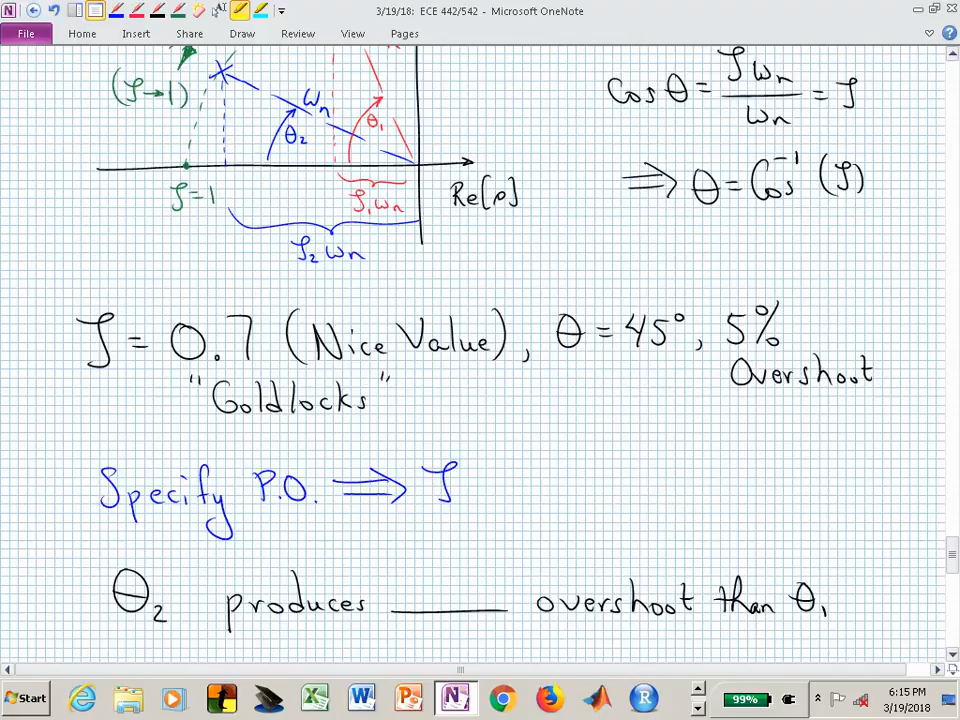 3/19/18: ECE 442/542 - Microsoft OneNote
File Home Insert Share Draw Review View Pages
(ζ→1)
ωn
θ2
θ1
ζ=1
ζ1ωn
Re[p]
ζ2ωn
Cosθ = ζωn/ωn = ζ
⟹ θ = Cos⁻¹(ζ)
ζ = 0.7 (Nice Value), θ = 45°, 5%
Overshoot
"Goldlocks"
Specify P.O. ⟹ ζ
θ2 produces ______ overshoot than θ1
Start
99%
6:15 PM
3/19/2018